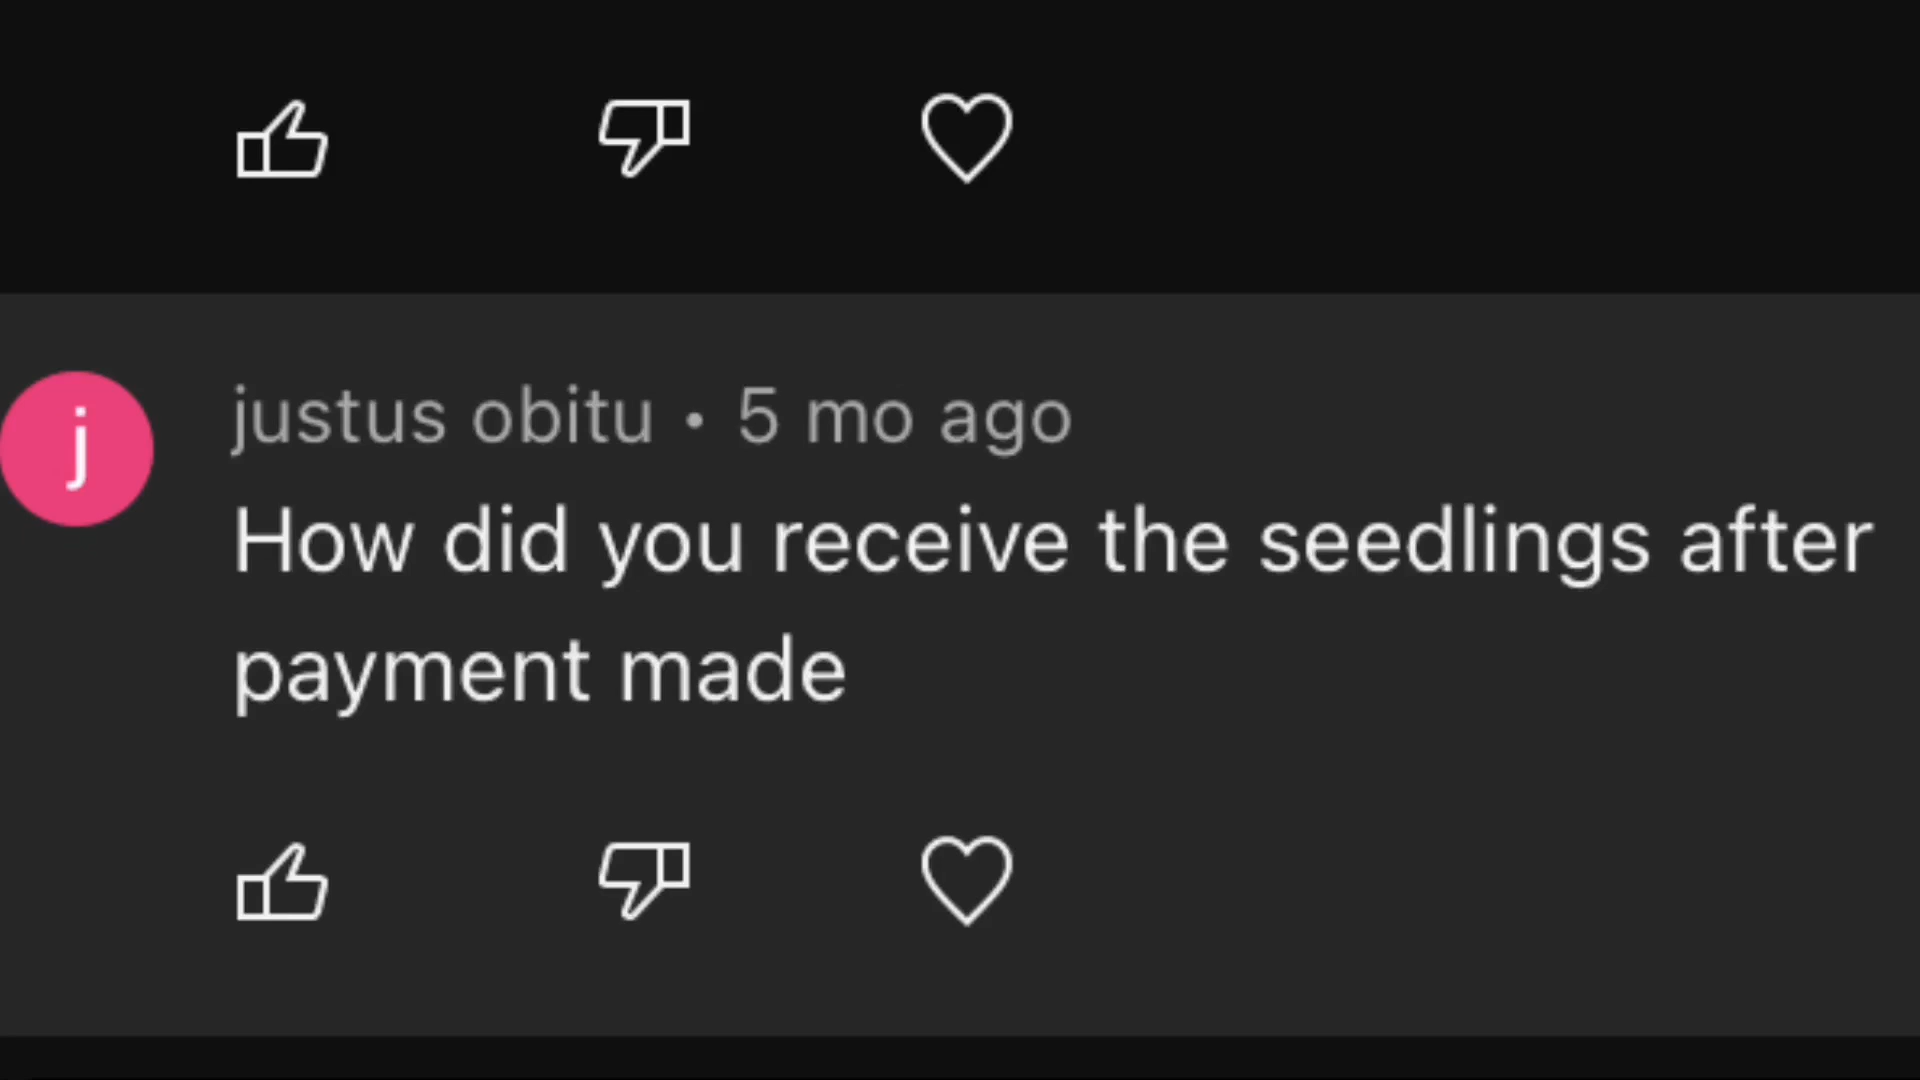 j
justus obitu • 5 mo ago
How did you receive the seedlings after
payment made